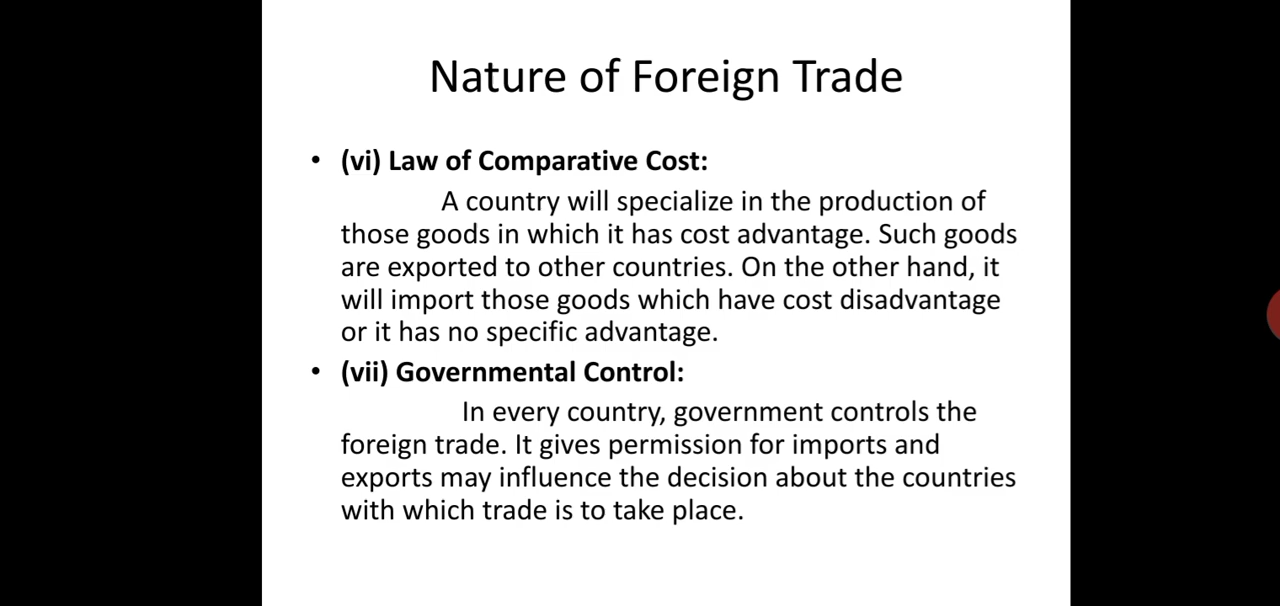 Nature of Foreign Trade
• (vi) Law of Comparative Cost:
A country will specialize in the production of
those goods in which it has cost advantage. Such goods
are exported to other countries. On the other hand, it
will import those goods which have cost disadvantage
or it has no specific advantage.
• (vii) Governmental Control:
In every country, government controls the
foreign trade. It gives permission for imports and
exports may influence the decision about the countries
with which trade is to take place.